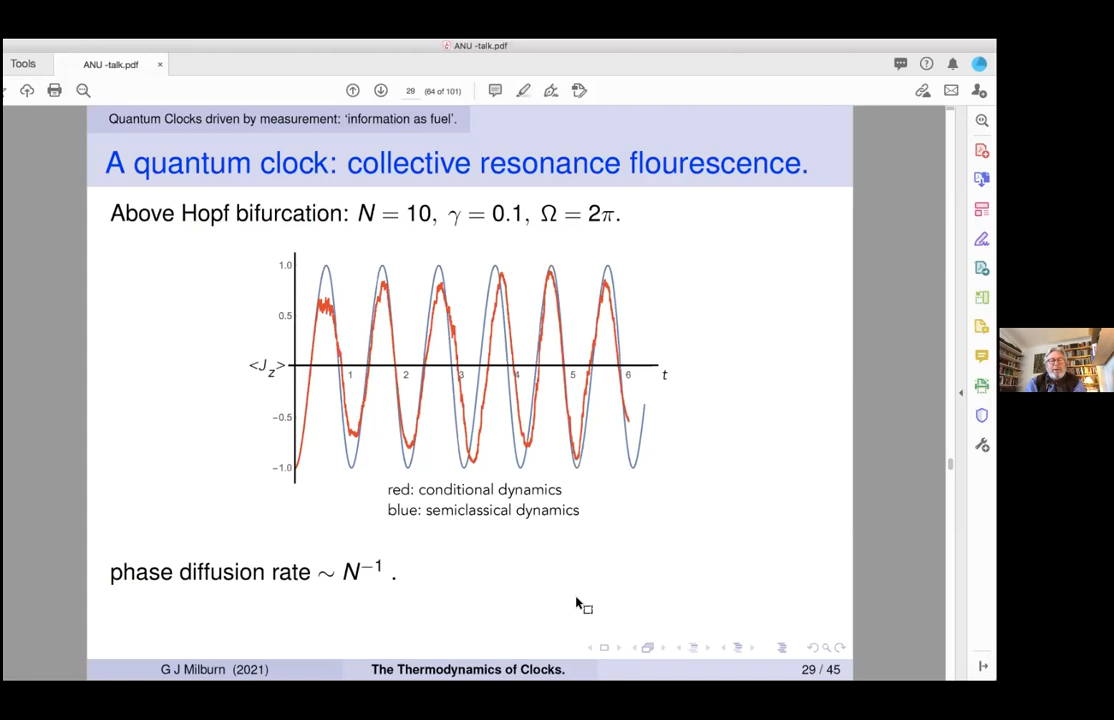 ANU -talk.pdf
Tools
ANU -talk.pdf ×
29 (64 of 101)
Quantum Clocks driven by measurement: ‘information as fuel’.
A quantum clock: collective resonance flourescence.
Above Hopf bifurcation: N = 10, γ = 0.1, Ω = 2π.
1.0
0.5
<J_z>
1 2 3 4 5 6 t
−0.5
−1.0
red: conditional dynamics
blue: semiclassical dynamics
phase diffusion rate ∼ N⁻¹ .
G J Milburn (2021) The Thermodynamics of Clocks. 29 / 45